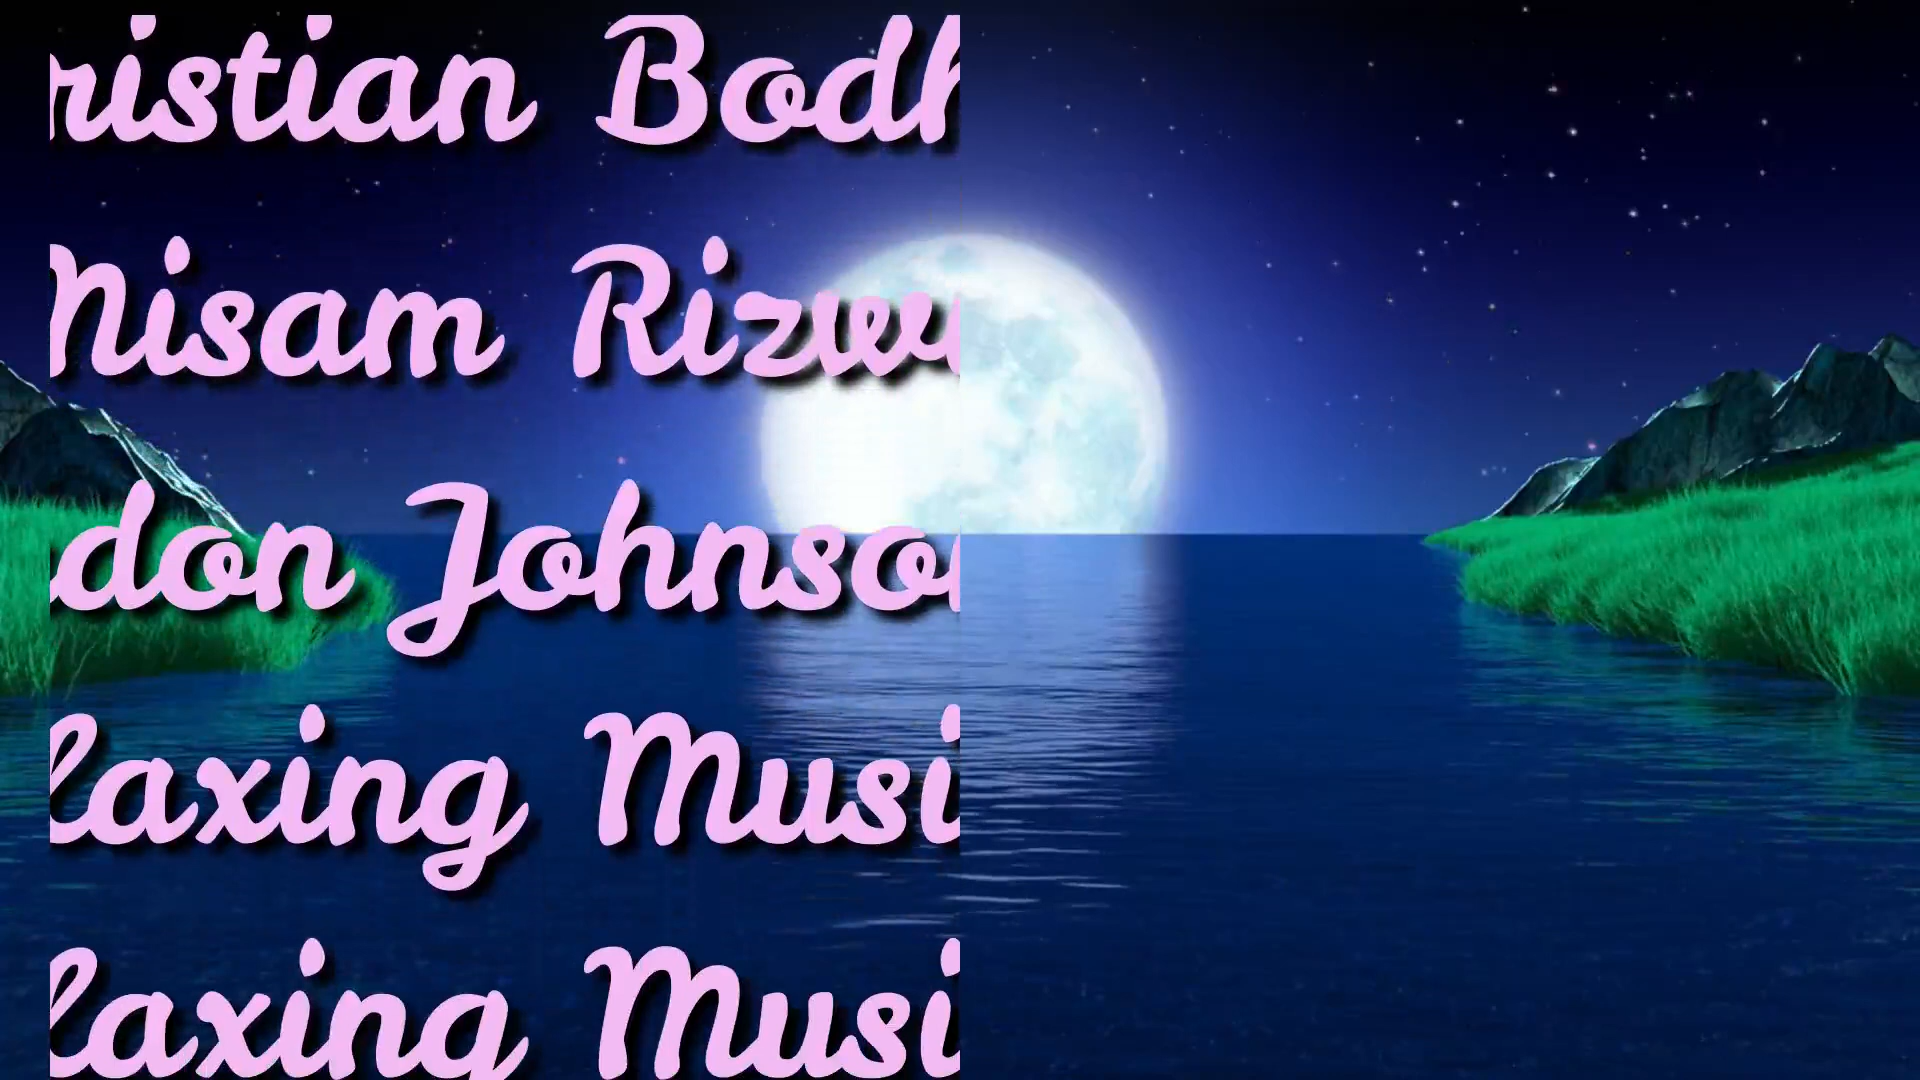 ristian Bodh
Nisam Rizw
don Johnso
laxing Musi
laxing Musi